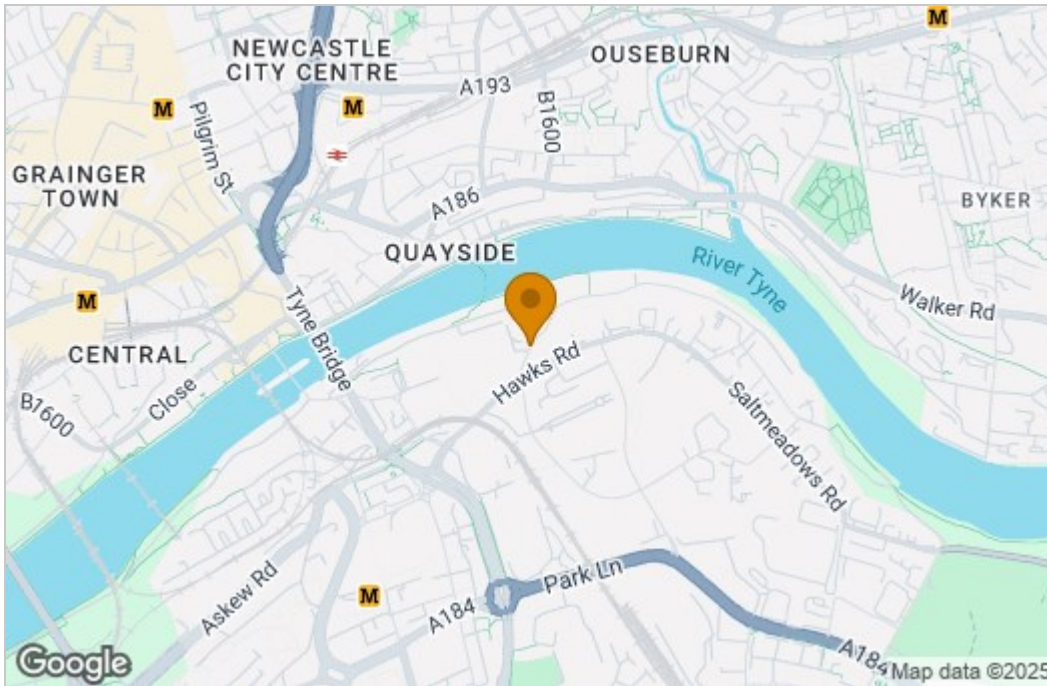 NEWCASTLE
CITY CENTRE
OUSEBURN
M
A193
B1600
M
M
Pilgrim St
GRAINGER
TOWN
A186
BYKER
QUAYSIDE
River Tyne
M
Walker Rd
Tyne Bridge
CENTRAL
Close
B1600
Hawks Rd
Saltmeadows Rd
Askew Rd
M
Park Ln
A184
A184
Google
Map data ©2025